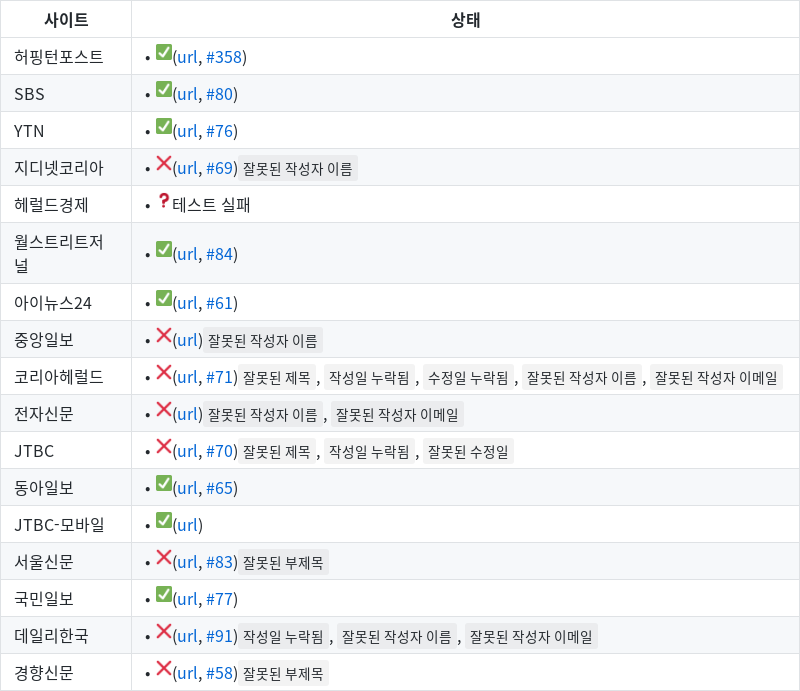 사이트 상태
허핑턴포스트 • ✅(url, #358)
SBS • ✅(url, #80)
YTN • ✅(url, #76)
지디넷코리아 • ❌(url, #69) 잘못된 작성자 이름
헤럴드경제 • ❓테스트 실패
월스트리트저
널 • ✅(url, #84)
아이뉴스24 • ✅(url, #61)
중앙일보 • ❌(url) 잘못된 작성자 이름
코리아헤럴드 • ❌(url, #71) 잘못된 제목 , 작성일 누락됨 , 수정일 누락됨 , 잘못된 작성자 이름 , 잘못된 작성자 이메일
전자신문 • ❌(url) 잘못된 작성자 이름 , 잘못된 작성자 이메일
JTBC • ❌(url, #70) 잘못된 제목 , 작성일 누락됨 , 잘못된 수정일
동아일보 • ✅(url, #65)
JTBC-모바일 • ✅(url)
서울신문 • ❌(url, #83) 잘못된 부제목
국민일보 • ✅(url, #77)
데일리한국 • ❌(url, #91) 작성일 누락됨 , 잘못된 작성자 이름 , 잘못된 작성자 이메일
경향신문 • ❌(url, #58) 잘못된 부제목